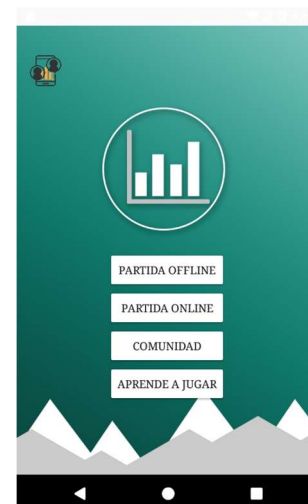 PARTIDA OFFLINE
PARTIDA ONLINE
COMUNIDAD
APRENDE A JUGAR